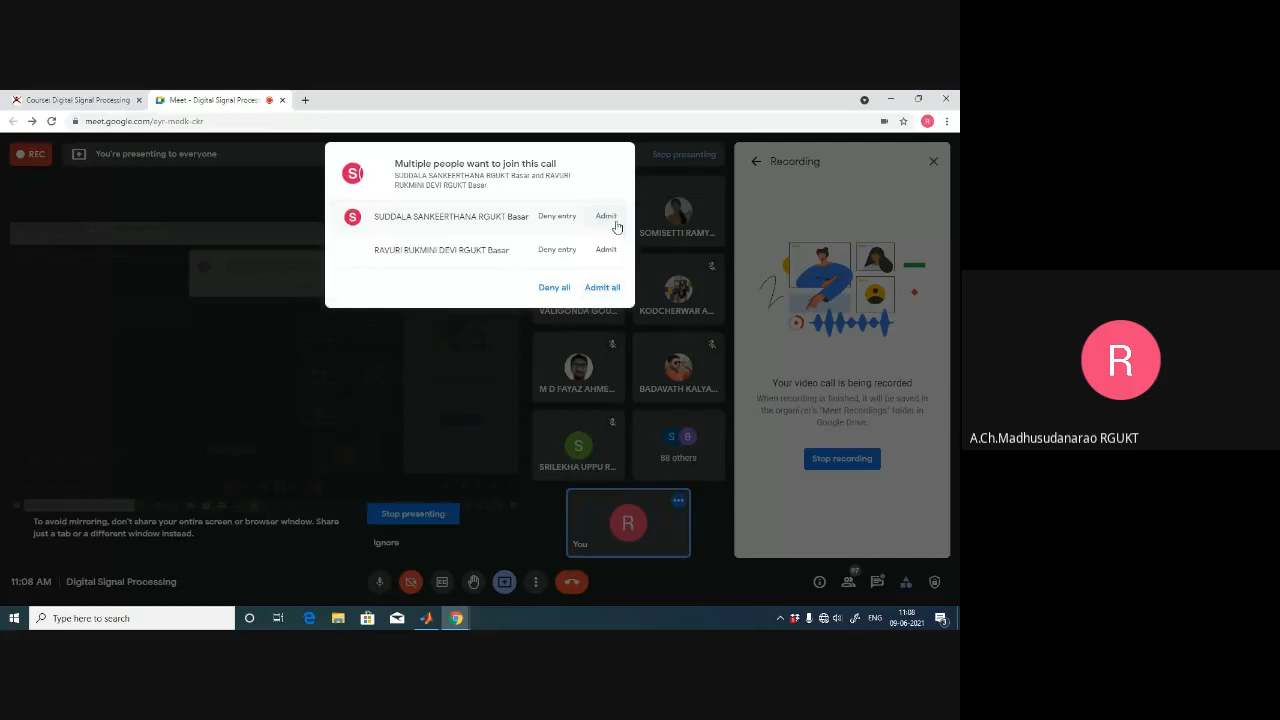 Course: Digital Signal Processing
Meet - Digital Signal Proces
meet.google.com/eyr-medk-ckr
REC
You're presenting to everyone
Stop presenting
Multiple people want to join this call
SUDDALA SANKEERTHANA RGUKT Basar and RAVURI
RUKMINI DEVI RGUKT Basar
SUDDALA SANKEERTHANA RGUKT Basar
Deny entry
Admit
RAVURI RUKMINI DEVI RGUKT Basar
Deny entry
Admit
Deny all
Admit all
SOMISETTI RAMY...
VALIGONDA GOU...
KODCHERWAR A...
M D FAYAZ AHME...
BADAVATH KALYA...
S
SRILEKHA UPPU R...
S
B
88 others
R
You
Recording
Your video call is being recorded
When recording is finished, it will be saved in
the organizer's "Meet Recordings" folder in
Google Drive.
Stop recording
To avoid mirroring, don't share your entire screen or browser window. Share
just a tab or a different window instead.
Stop presenting
Ignore
11:08 AM
Digital Signal Processing
97
Type here to search
ENG
11:08
09-06-2021
R
A.Ch.Madhusudanarao RGUKT